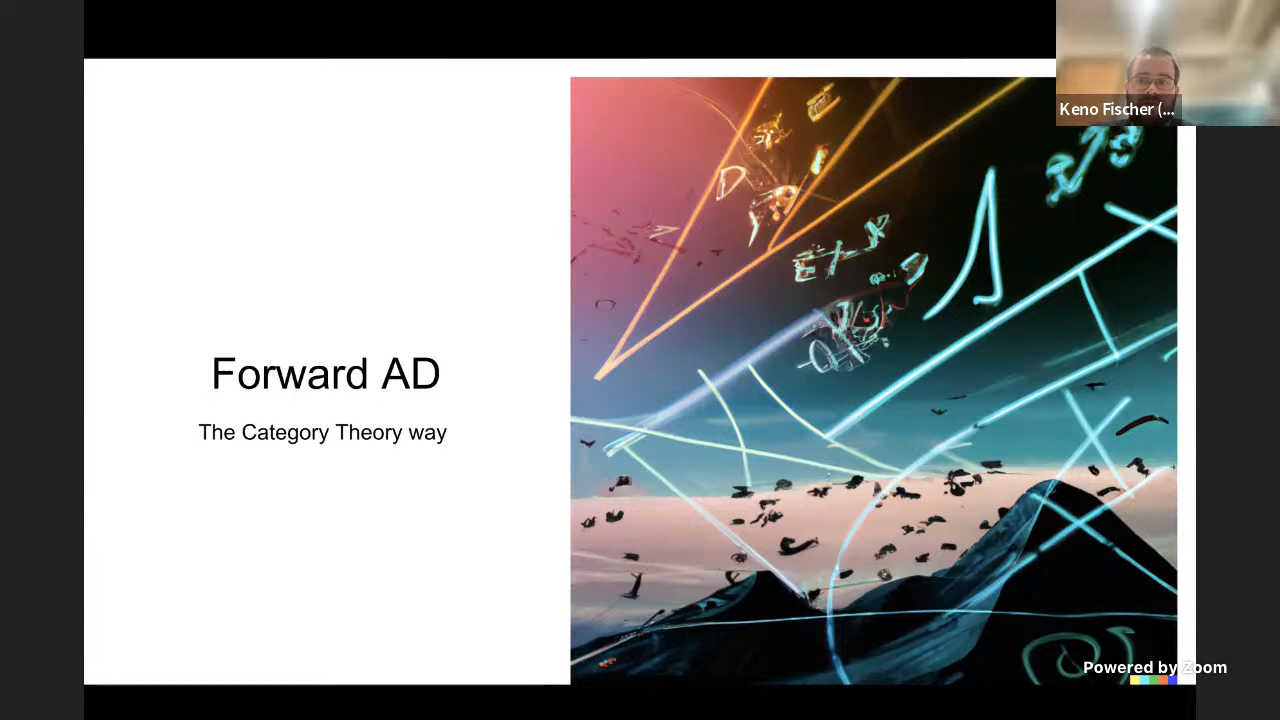 Keno Fischer (...
Forward AD
The Category Theory way
Powered by Zoom